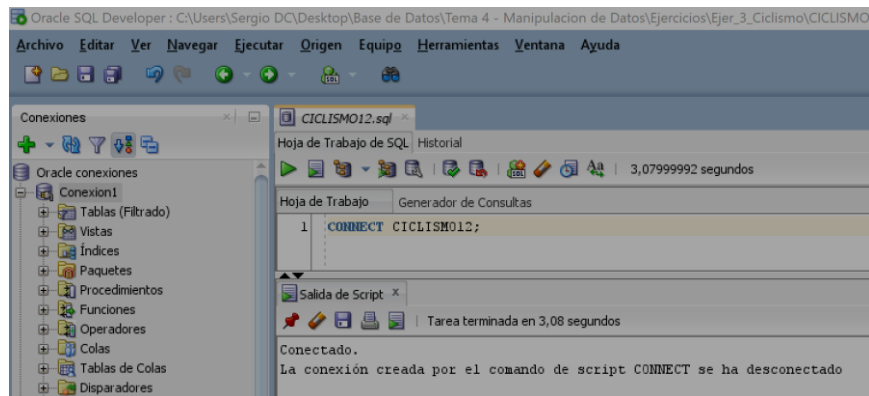 Oracle SQL Developer : C:\Users\Sergio DC\Desktop\Base de Datos\Tema 4 - Manipulacion de Datos\Ejercicios\Ejer_3_Ciclismo\CICLISMO
Archivo Editar Ver Navegar Ejecutar Origen Equipo Herramientas Ventana Ayuda
Conexiones
CICLISMO12.sql
Hoja de Trabajo de SQL Historial
3,07999992 segundos
Oracle conexiones
Conexion1
Tablas (Filtrado)
Vistas
Índices
Paquetes
Procedimientos
Funciones
Operadores
Colas
Tablas de Colas
Disparadores
Hoja de Trabajo Generador de Consultas
1 CONNECT CICLISMO12;
Salida de Script
Tarea terminada en 3,08 segundos
Conectado.
La conexión creada por el comando de script CONNECT se ha desconectado